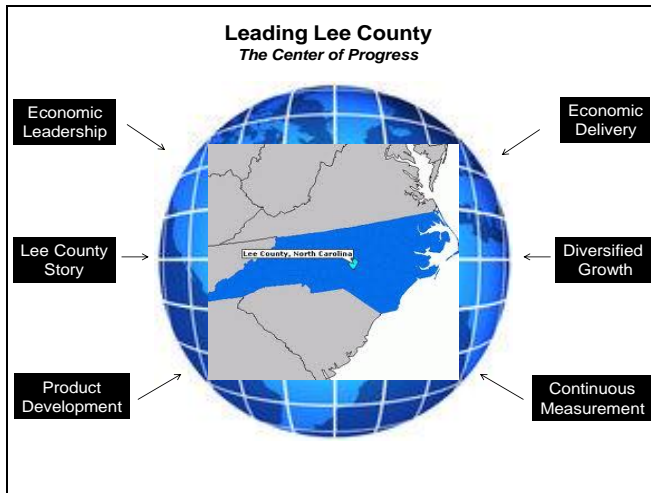 Leading Lee County
The Center of Progress
Economic
Leadership
Economic
Delivery
Lee County
Story
Lee County, North Carolina
Diversified
Growth
Product
Development
Continuous
Measurement